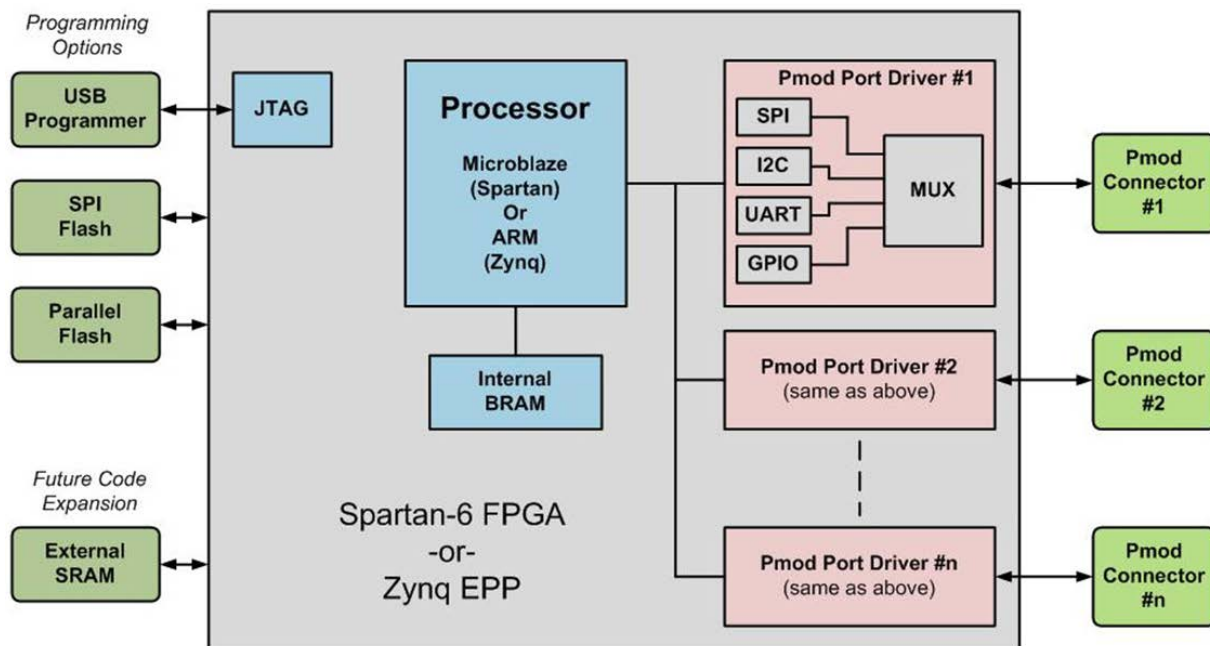 Programming
Options
USB
Programmer
SPI
Flash
Parallel
Flash
Future Code
Expansion
External
SRAM
JTAG
Processor
Microblaze
(Spartan)
Or
ARM
(Zynq)
Internal
BRAM
Spartan-6 FPGA
-or-
Zynq EPP
Pmod Port Driver #1
SPI
I2C
UART
GPIO
MUX
Pmod Port Driver #2
(same as above)
Pmod Port Driver #n
(same as above)
Pmod
Connector
#1
Pmod
Connector
#2
Pmod
Connector
#n